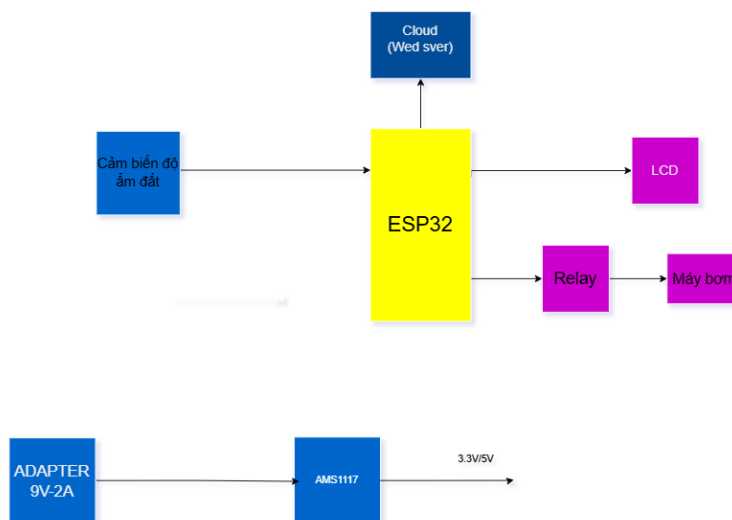 Cloud
(Wed sver)
Cảm biến độ
ẩm đất
ESP32
LCD
Relay
Máy bơm
ADAPTER
9V-2A
AMS1117
3.3V/5V